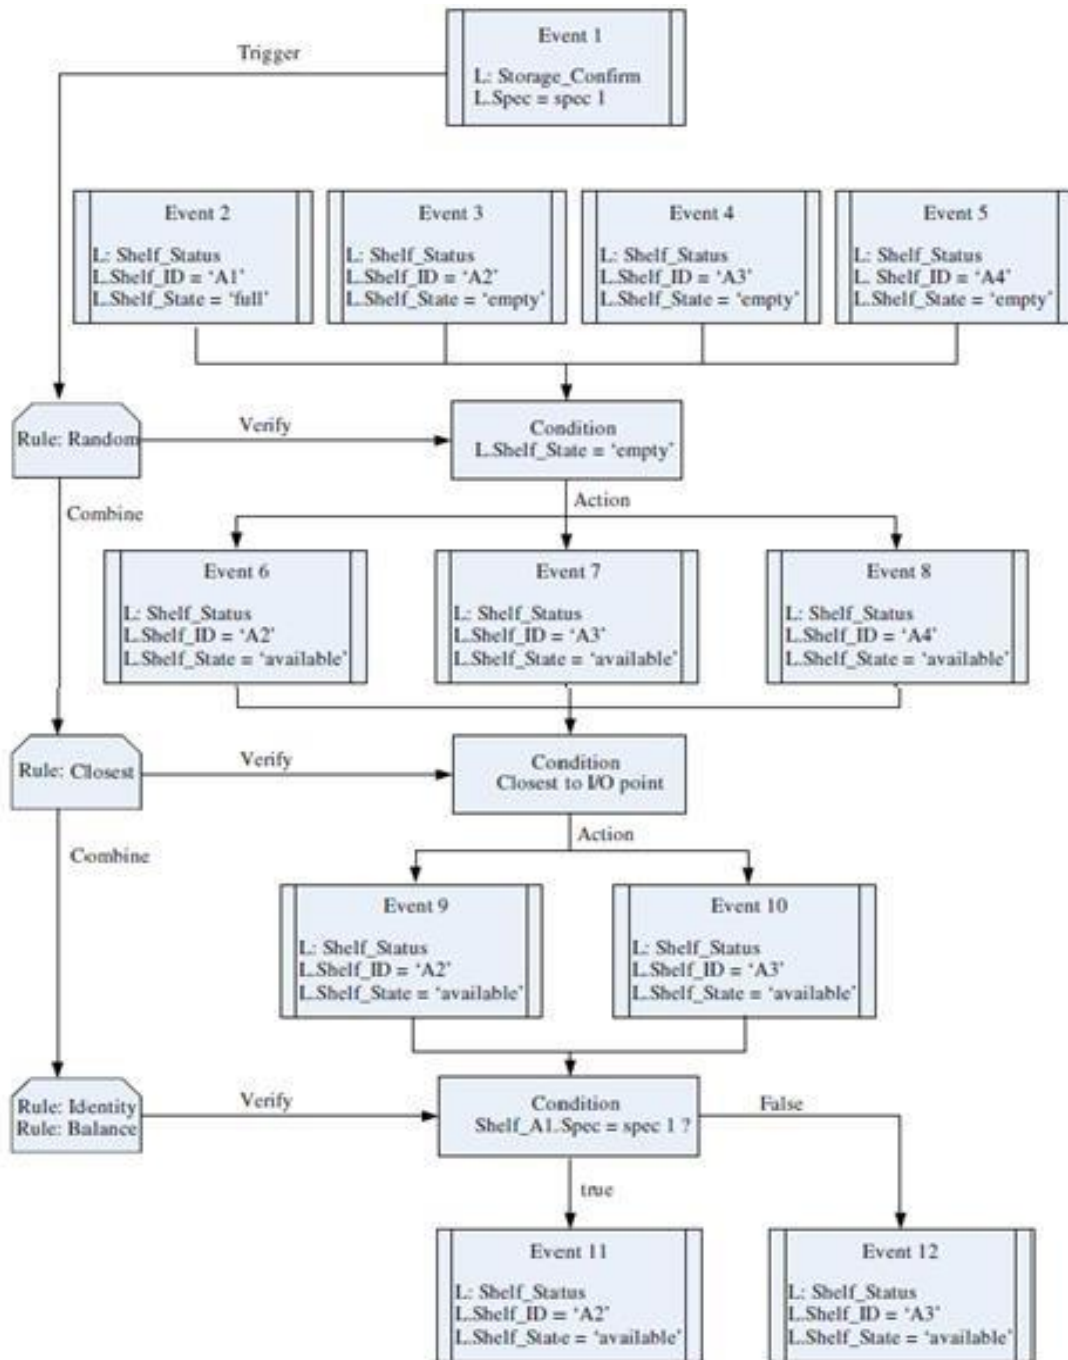 Event 1
Trigger
L: Storage_Confirm
L.Spec = spec 1
Event 2
L: Shelf_Status
L.Shelf_ID = ‘A1’
L.Shelf_State = ‘full’
Event 3
L: Shelf_Status
L.Shelf_ID = ‘A2’
L.Shelf_State = ‘empty’
Event 4
L: Shelf_Status
L.Shelf_ID = ‘A3’
L.Shelf_State = ‘empty’
Event 5
L: Shelf_Status
L. Shelf_ID = ‘A4’
L.Shelf_State = ‘empty’
Rule: Random
Verify
Condition
L.Shelf_State = ‘empty’
Combine
Action
Event 6
L: Shelf_Status
L.Shelf_ID = ‘A2’
L.Shelf_State = ‘available’
Event 7
L: Shelf_Status
L.Shelf_ID = ‘A3’
L.Shelf_State = ‘available’
Event 8
L: Shelf_Status
L.Shelf_ID = ‘A4’
L.Shelf_State = ‘available’
Rule: Closest
Verify
Condition
Closest to I/O point
Combine
Action
Event 9
L: Shelf_Status
L.Shelf_ID = ‘A2’
L.Shelf_State = ‘available’
Event 10
L: Shelf_Status
L.Shelf_ID = ‘A3’
L.Shelf_State = ‘available’
Rule: Identity
Rule: Balance
Verify
Condition
Shelf_A1.Spec = spec 1 ?
False
true
Event 11
L: Shelf_Status
L.Shelf_ID = ‘A2’
L.Shelf_State = ‘available’
Event 12
L: Shelf_Status
L.Shelf_ID = ‘A3’
L.Shelf_State = ‘available’